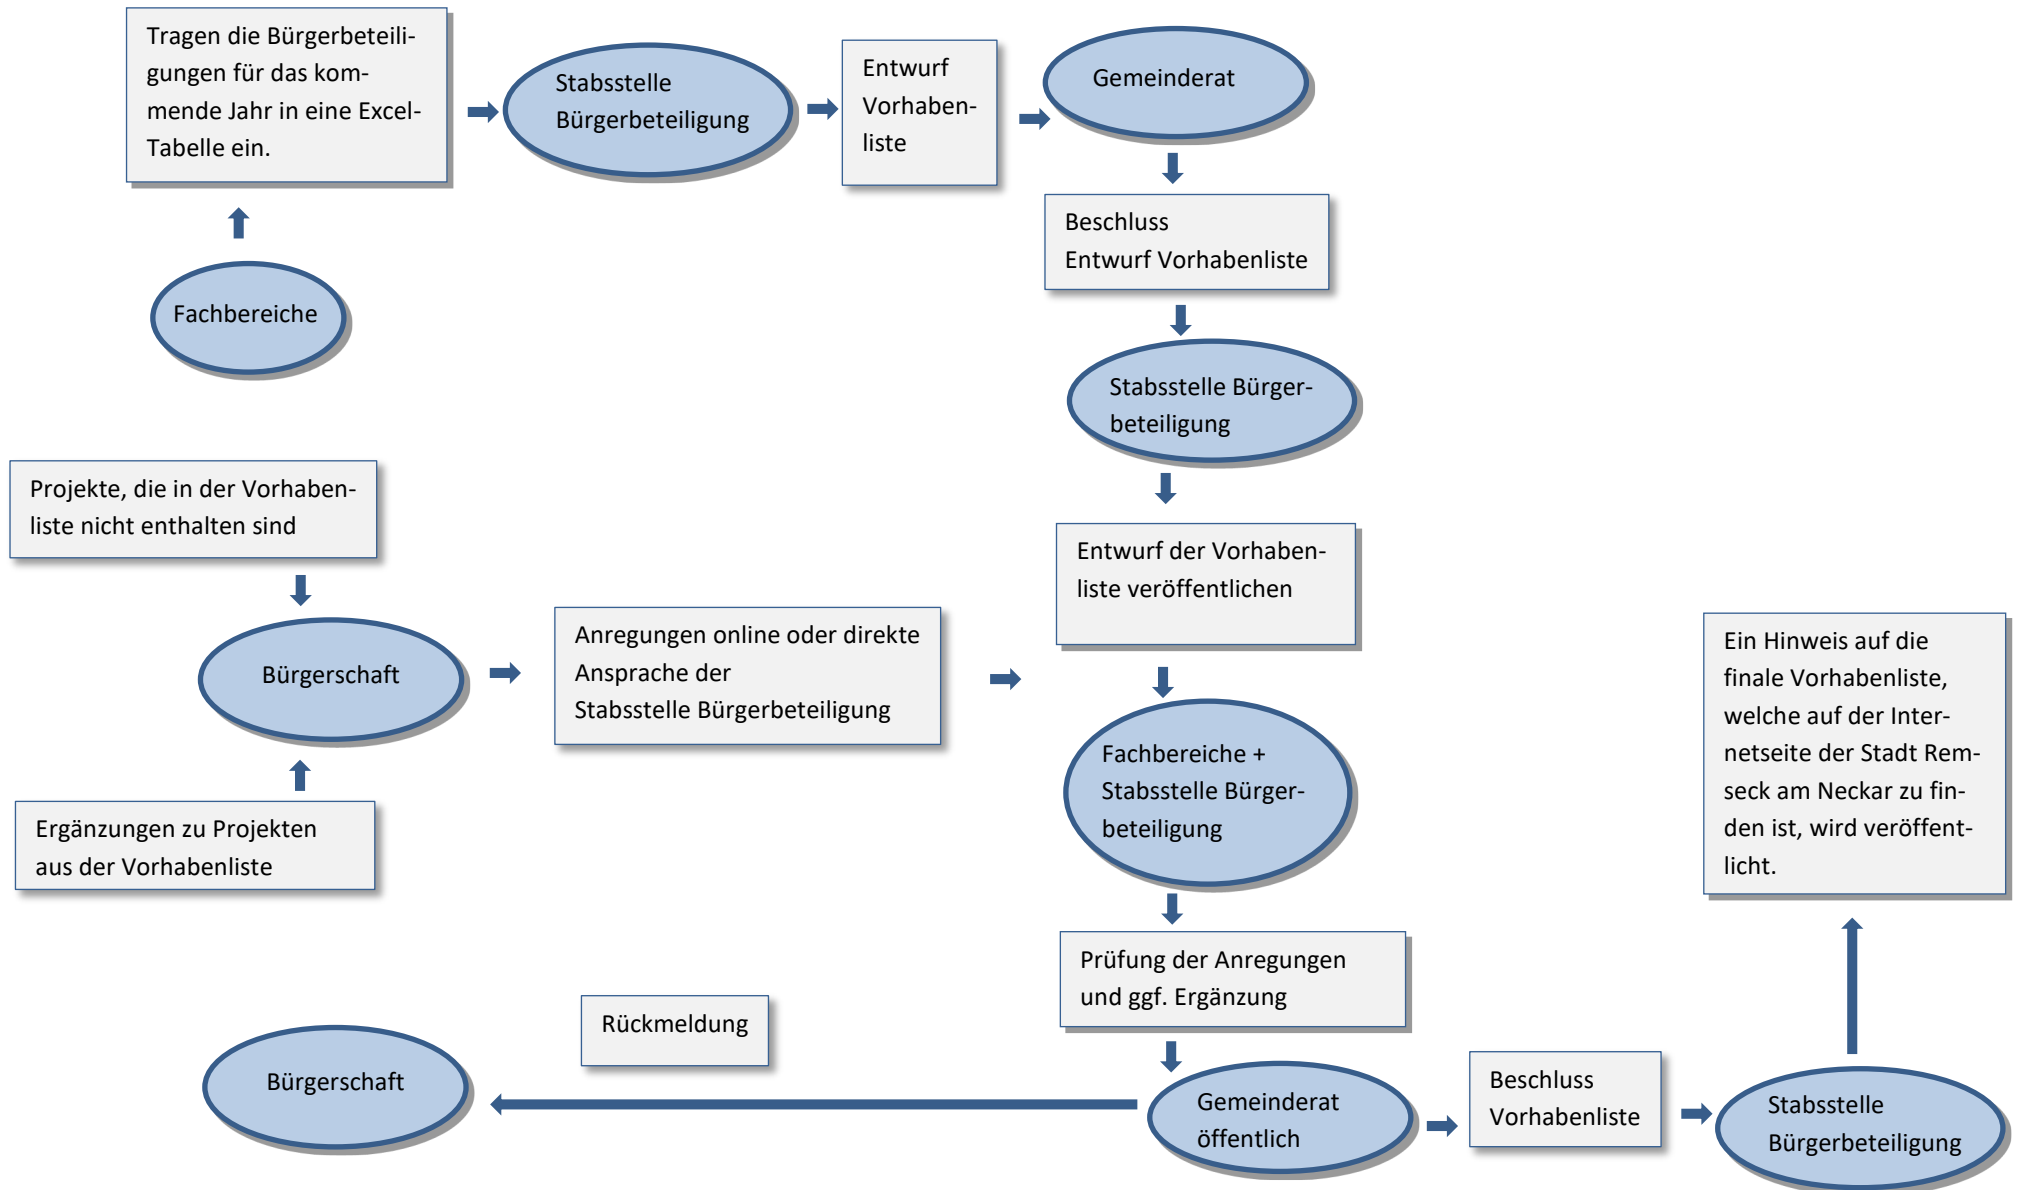 Tragen die Bürgerbeteili-
gungen für das kom-
mende Jahr in eine Excel-
Tabelle ein.
Stabsstelle
Bürgerbeteiligung
Entwurf
Vorhaben-
liste
Gemeinderat
Beschluss
Entwurf Vorhabenliste
Fachbereiche
Stabsstelle Bürger-
beteiligung
Projekte, die in der Vorhaben-
liste nicht enthalten sind
Entwurf der Vorhaben-
liste veröffentlichen
Bürgerschaft
Anregungen online oder direkte
Ansprache der
Stabsstelle Bürgerbeteiligung
Ergänzungen zu Projekten
aus der Vorhabenliste
Fachbereiche +
Stabsstelle Bürger-
beteiligung
Ein Hinweis auf die
finale Vorhabenliste,
welche auf der Inter-
netseite der Stadt Rem-
seck am Neckar zu fin-
den ist, wird veröffent-
licht.
Prüfung der Anregungen
und ggf. Ergänzung
Rückmeldung
Bürgerschaft
Gemeinderat
öffentlich
Beschluss
Vorhabenliste
Stabsstelle
Bürgerbeteiligung